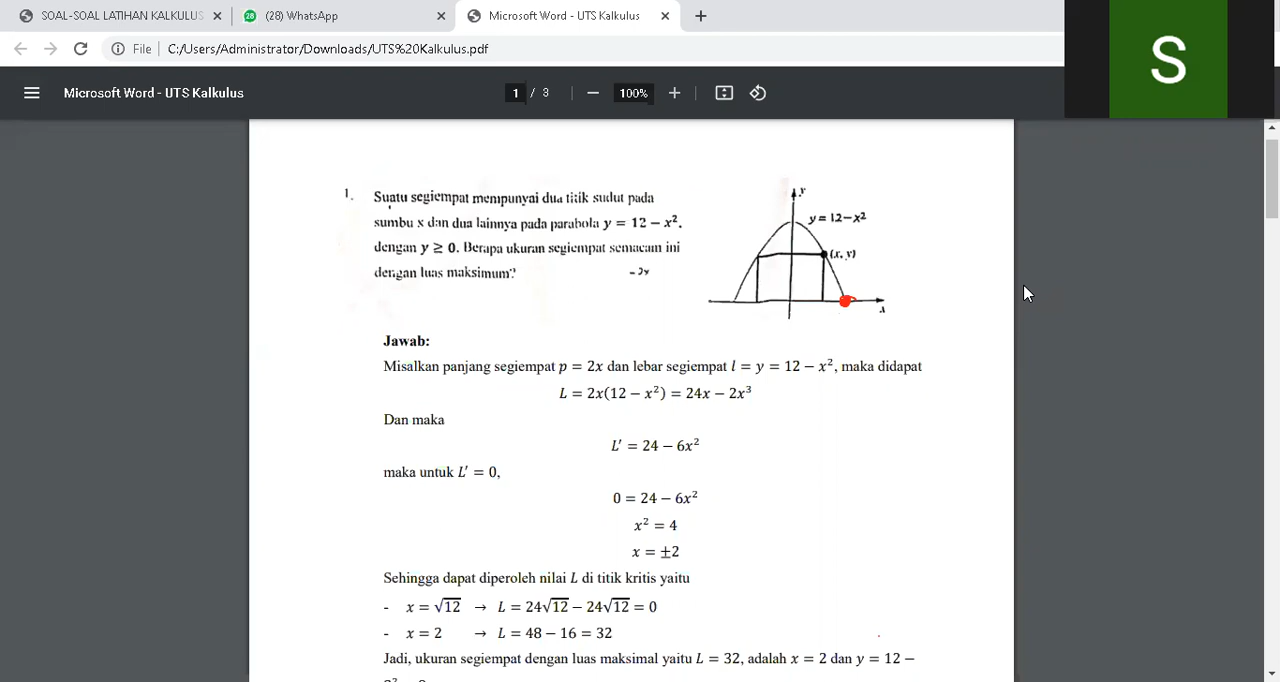 SOAL-SOAL LATIHAN KALKULUS
28
(28) WhatsApp
Microsoft Word - UTS Kalkulus
File
C:/Users/Administrator/Downloads/UTS%20Kalkulus.pdf
S
Microsoft Word - UTS Kalkulus
1 / 3
100%
1. Suatu segiempat mempunyai dua titik sudut pada
sumbu x dan dua lainnya pada parabola y = 12 − x².
dengan y ≥ 0. Berapa ukuran segiempat semacam ini
dengan luas maksimum?
y
y = 12−x²
(x, y)
x
Jawab:
Misalkan panjang segiempat p = 2x dan lebar segiempat l = y = 12 − x², maka didapat
L = 2x(12 − x²) = 24x − 2x³
Dan maka
L′ = 24 − 6x²
maka untuk L′ = 0,
0 = 24 − 6x²
x² = 4
x = ±2
Sehingga dapat diperoleh nilai L di titik kritis yaitu
- x = √12 → L = 24√12 − 24√12 = 0
- x = 2 → L = 48 − 16 = 32
Jadi, ukuran segiempat dengan luas maksimal yaitu L = 32, adalah x = 2 dan y = 12 −